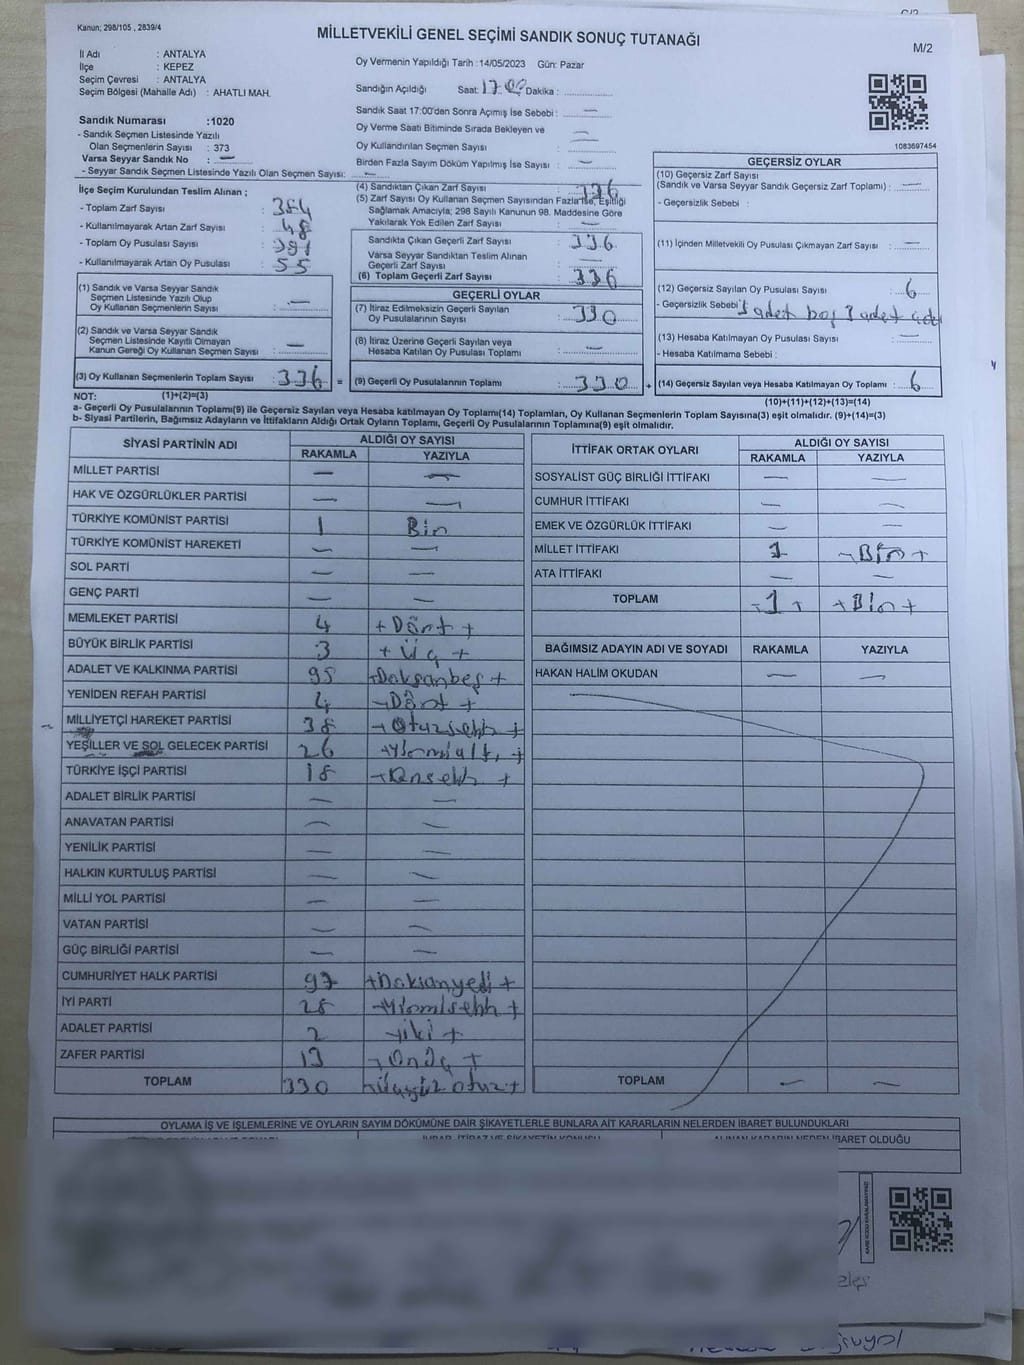 Kanun; 298/105 , 2839/4
MİLLETVEKİLİ GENEL SEÇİMİ SANDIK SONUÇ TUTANAĞI
M/2
İl Adı : ANTALYA
İlçe : KEPEZ
Seçim Çevresi : ANTALYA
Seçim Bölgesi (Mahalle Adı) : AHATLI MAH.
Sandık Numarası :1020
- Sandık Seçmen Listesinde Yazılı
Olan Seçmenlerin Sayısı : 373
Varsa Seyyar Sandık No : —
- Seyyar Sandık Seçmen Listesinde Yazılı Olan Seçmen Sayısı: —
Oy Vermenin Yapıldığı Tarih :14/05/2023 Gün: Pazar
Sandığın Açıldığı Saat: 17.00 Dakika :
Sandık Saat 17:00'den Sonra Açımış İse Sebebi : —
Oy Verme Saati Bitiminde Sırada Bekleyen ve —
Oy Kullandırılan Seçmen Sayısı : —
Birden Fazla Sayım Döküm Yapılmış İse Sayısı : —
1083697454
İlçe Seçim Kurulundan Teslim Alınan ;
- Toplam Zarf Sayısı : 384
- Kullanılmayarak Artan Zarf Sayısı : 48
- Toplam Oy Pusulası Sayısı : 391
- Kullanılmayarak Artan Oy Pusulası : 55
(1) Sandık ve Varsa Seyyar Sandık
Seçmen Listesinde Yazılı Olup
Oy Kullanan Seçmenlerin Sayısı : —
(2) Sandık ve Varsa Seyyar Sandık
Seçmen Listesinde Kayıtlı Olmayan
Kanun Gereği Oy Kullanan Seçmen Sayısı : —
(3) Oy Kullanan Seçmenlerin Toplam Sayısı : 336 =
(4) Sandıktan Çıkan Zarf Sayısı : 336
(5) Zarf Sayısı Oy Kullanan Seçmen Sayısından Fazla İse, Eşitliği
Sağlamak Amacıyla; 298 Sayılı Kanunun 98. Maddesine Göre
Yakılarak Yok Edilen Zarf Sayısı : —
Sandıkta Çıkan Geçerli Zarf Sayısı : 336
Varsa Seyyar Sandıktan Teslim Alınan
Geçerli Zarf Sayısı : —
(6) Toplam Geçerli Zarf Sayısı : 336
GEÇERLİ OYLAR
(7) İtiraz Edilmeksizin Geçerli Sayılan
Oy Pusulalarının Sayısı : 330
(8) İtiraz Üzerine Geçerli Sayılan veya
Hesaba Katılan Oy Pusulası Toplamı : —
(9) Geçerli Oy Pusulalarının Toplamı : 330 +
GEÇERSİZ OYLAR
(10) Geçersiz Zarf Sayısı
(Sandık ve Varsa Seyyar Sandık Geçersiz Zarf Toplamı) : —
- Geçersizlik Sebebi : —
(11) İçinden Milletvekili Oy Pusulası Çıkmayan Zarf Sayısı : —
(12) Geçersiz Sayılan Oy Pusulası Sayısı : 6
- Geçersizlik Sebebi : 3 adet boş 3 adet
(13) Hesaba Katılmayan Oy Pusulası Sayısı : —
- Hesaba Katılmama Sebebi :
(14) Geçersiz Sayılan veya Hesaba Katılmayan Oy Toplamı : 6
NOT: (1)+(2)=(3)
(10)+(11)+(12)+(13)=(14)
a- Geçerli Oy Pusulalarının Toplamı(9) ile Geçersiz Sayılan veya Hesaba katılmayan Oy Toplamı(14) Toplamları, Oy Kullanan Seçmenlerin Toplam Sayısına(3) eşit olmalıdır. (9)+(14)=(3)
b- Siyasi Partilerin, Bağımsız Adayların ve İttifakların Aldığı Ortak Oyların Toplamı, Geçerli Oy Pusulalarının Toplamına(9) eşit olmalıdır.
SİYASİ PARTİNİN ADI ALDIĞI OY SAYISI
RAKAMLA YAZIYLA
MİLLET PARTİSİ — —
HAK VE ÖZGÜRLÜKLER PARTİSİ — —
TÜRKİYE KOMÜNİST PARTİSİ 1 Bir
TÜRKİYE KOMÜNİST HAREKETİ — —
SOL PARTİ — —
GENÇ PARTİ — —
MEMLEKET PARTİSİ 4 +Dört+
BÜYÜK BİRLİK PARTİSİ 3 +Üç+
ADALET VE KALKINMA PARTİSİ 95 +Doksanbeş+
YENİDEN REFAH PARTİSİ 4 +Dört+
MİLLİYETÇİ HAREKET PARTİSİ 38 +Otuzsekiz+
YEŞİLLER VE SOL GELECEK PARTİSİ 26 +Yirmialtı+
TÜRKİYE İŞÇİ PARTİSİ 18 +Onsekiz+
ADALET BİRLİK PARTİSİ — —
ANAVATAN PARTİSİ — —
YENİLİK PARTİSİ — —
HALKIN KURTULUŞ PARTİSİ — —
MİLLİ YOL PARTİSİ — —
VATAN PARTİSİ — —
GÜÇ BİRLİĞİ PARTİSİ — —
CUMHURİYET HALK PARTİSİ 97 +Doksanyedi+
İYİ PARTİ 28 +Yirmisekiz+
ADALET PARTİSİ 2 +iki+
ZAFER PARTİSİ 13 +Onüç+
TOPLAM 330 +üçyüz otuz+
İTTİFAK ORTAK OYLARI ALDIĞI OY SAYISI
RAKAMLA YAZIYLA
SOSYALİST GÜÇ BİRLİĞİ İTTİFAKI — —
CUMHUR İTTİFAKI — —
EMEK VE ÖZGÜRLÜK İTTİFAKI — —
MİLLET İTTİFAKI 1 +Bir+
ATA İTTİFAKI — —
TOPLAM +1+ +Bir+
BAĞIMSIZ ADAYIN ADI VE SOYADI RAKAMLA YAZIYLA
HAKAN HALİM OKUDAN — —
TOPLAM — —
OYLAMA İŞ VE İŞLEMLERİNE VE OYLARIN SAYIM DÖKÜMÜNE DAİR ŞİKAYETLERLE BUNLARA AİT KARARLARIN NELERDEN İBARET BULUNDUKLARI